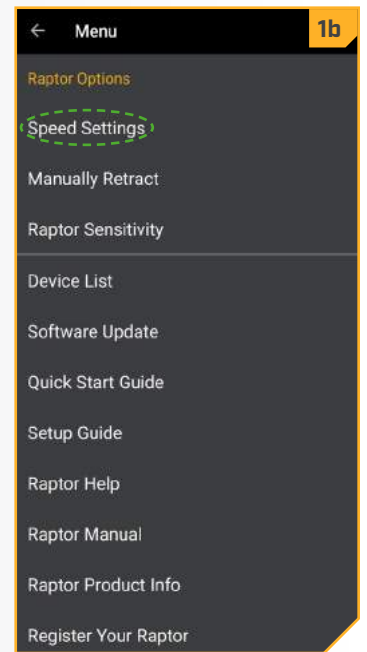 ← Menu
1b
Raptor Options
Speed Settings
Manually Retract
Raptor Sensitivity
Device List
Software Update
Quick Start Guide
Setup Guide
Raptor Help
Raptor Manual
Raptor Product Info
Register Your Raptor